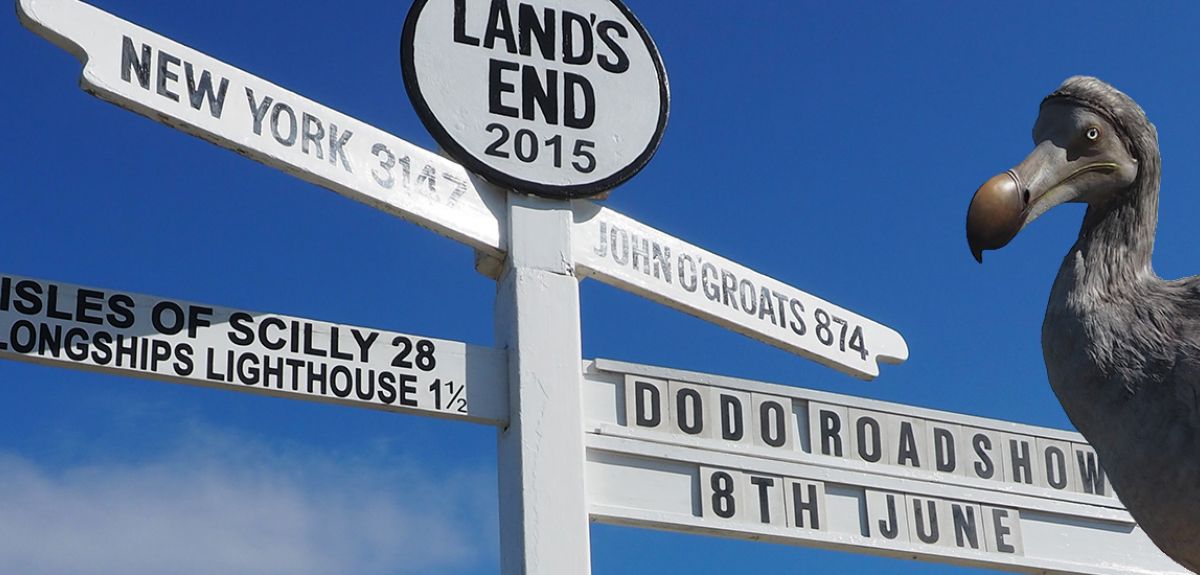 LAND'S
END
2015
NEW YORK 3147
JOHN O'GROATS 874
ISLES OF SCILLY 28
LONGSHIPS LIGHTHOUSE 1½
DODO ROADSHOW
8TH JUNE